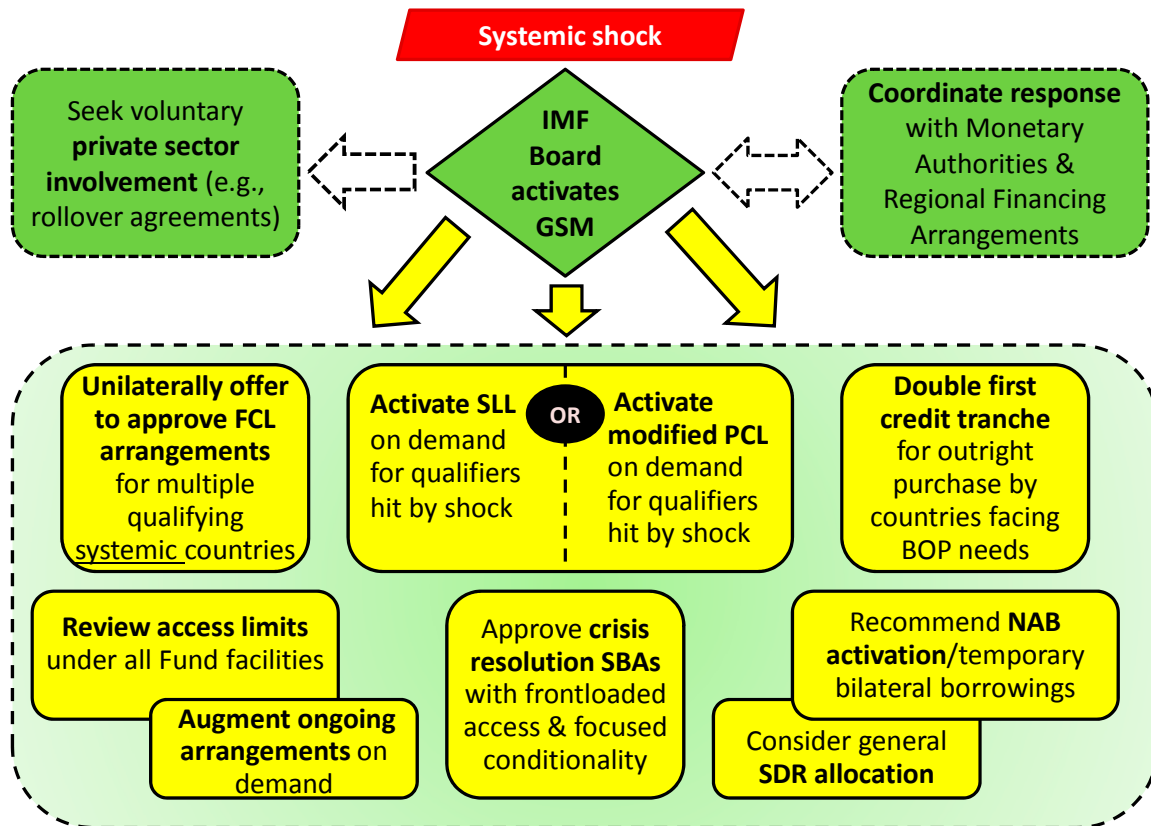 Systemic shock
Seek voluntary
private sector
involvement (e.g.,
rollover agreements)
IMF
Board
activates
GSM
Coordinate response
with Monetary
Authorities &
Regional Financing
Arrangements
Unilaterally offer
to approve FCL
arrangements
for multiple
qualifying
systemic countries
Activate SLL
on demand
for qualifiers
hit by shock
OR
Activate
modified PCL
on demand
for qualifiers
hit by shock
Double first
credit tranche
for outright
purchase by
countries facing
BOP needs
Review access limits
under all Fund facilities
Augment ongoing
arrangements on
demand
Approve crisis
resolution SBAs
with frontloaded
access & focused
conditionality
Recommend NAB
activation/temporary
bilateral borrowings
Consider general
SDR allocation